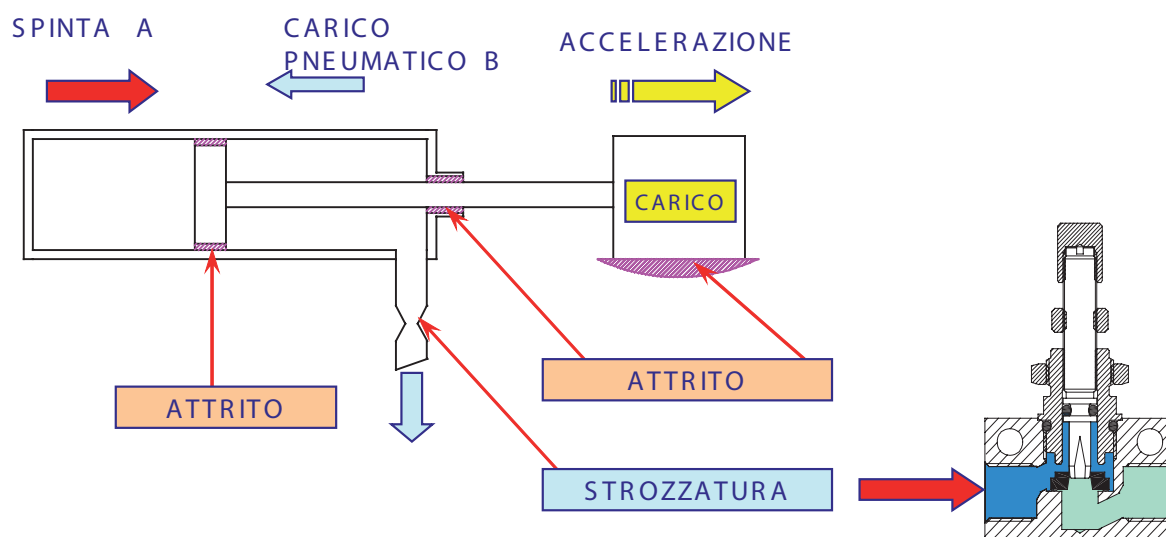 SPINTA A
CARICO
PNEUMATICO B
ACCELERAZIONE
CARICO
ATTRITO
ATTRITO
STROZZATURA